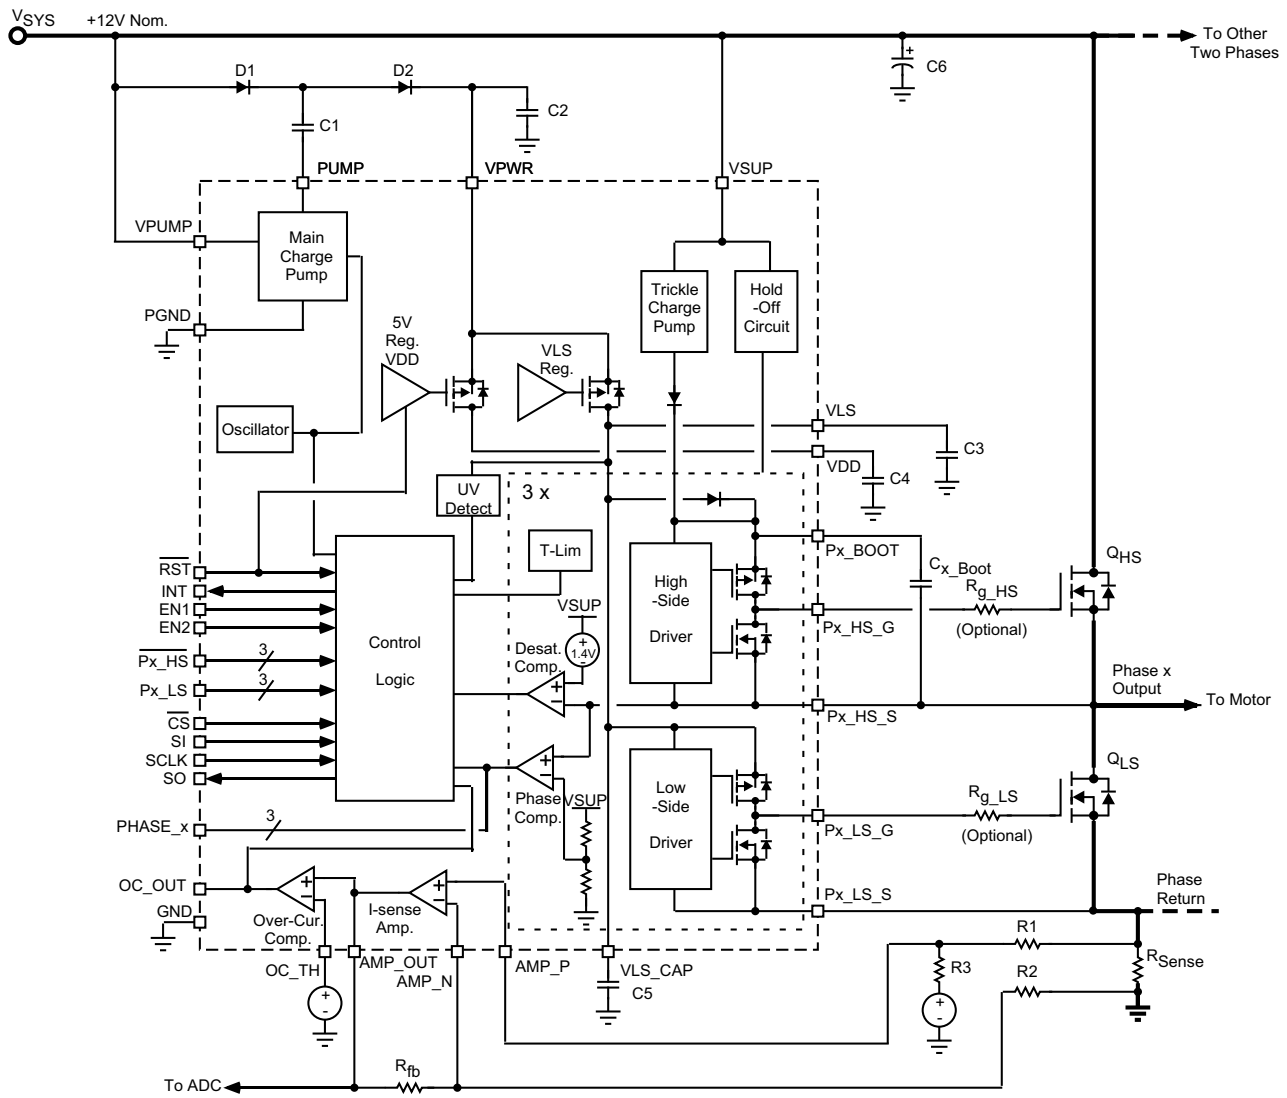 VSYS +12V Nom.
To Other
Two Phases
D1
D2
C6
C1
C2
PUMP
VPWR
VSUP
VPUMP
Main
Charge
Pump
PGND
Trickle
Charge
Pump
Hold
-Off
Circuit
5V
Reg.
VDD
VLS
Reg.
Oscillator
VLS
C3
VDD
C4
UV
Detect
3 x
T-Lim
Px_BOOT
Cx_Boot
QHS
Rg_HS
(Optional)
Px_HS_G
High
-Side
Driver
RST
INT
EN1
EN2
Px_HS
3
Px_LS
3
CS
SI
SCLK
SO
Control
Logic
VSUP
+
1.4V
-
Desat.
Comp.
+
-
Phase x
Output
To Motor
Px_HS_S
+
-
Phase
Comp.
VSUP
Low
-Side
Driver
QLS
Rg_LS
(Optional)
Px_LS_G
PHASE_x
3
OC_OUT
GND
+
-
Over-Cur.
Comp.
+
-
I-sense
Amp.
Px_LS_S
Phase
Return
R1
RSense
R2
R3
+
-
OC_TH
+
-
AMP_OUT
AMP_N
AMP_P
VLS_CAP
C5
Rfb
To ADC